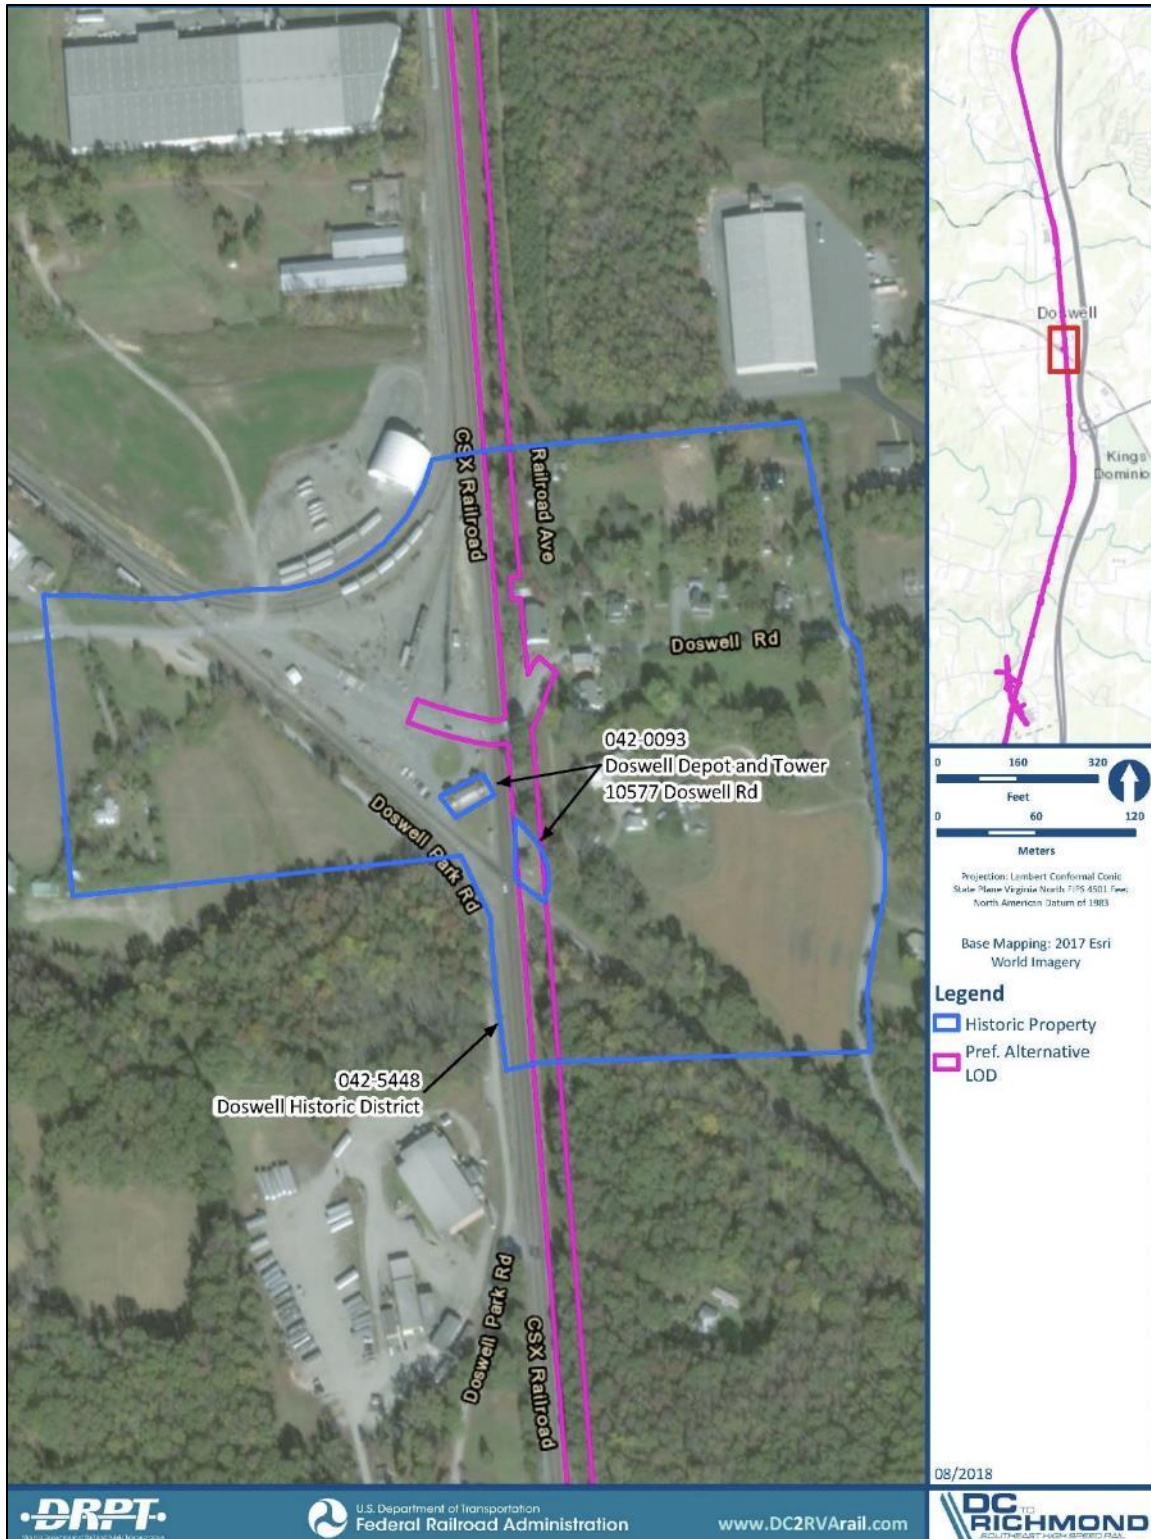 CSX Railroad
Railroad Ave
Doswell Rd
042-0093
Doswell Depot and Tower
10577 Doswell Rd
Doswell Park Rd
042-5448
Doswell Historic District
Doswell Park Rd
CSX Railroad
Doswell
Kings
Dominio
0 160 320
Feet
0 60 120
Meters
Projection: Lambert Conformal Conic
State Plane Virginia North FIPS 4501 Feet
North American Datum of 1983
Base Mapping: 2017 Esri
World Imagery
Legend
Historic Property
Pref. Alternative
LOD
08/2018
DRPT
U.S. Department of Transportation
Federal Railroad Administration
www.DC2RVArail.com
DC TO
RICHMOND
SOUTHEAST HIGH SPEED RAIL